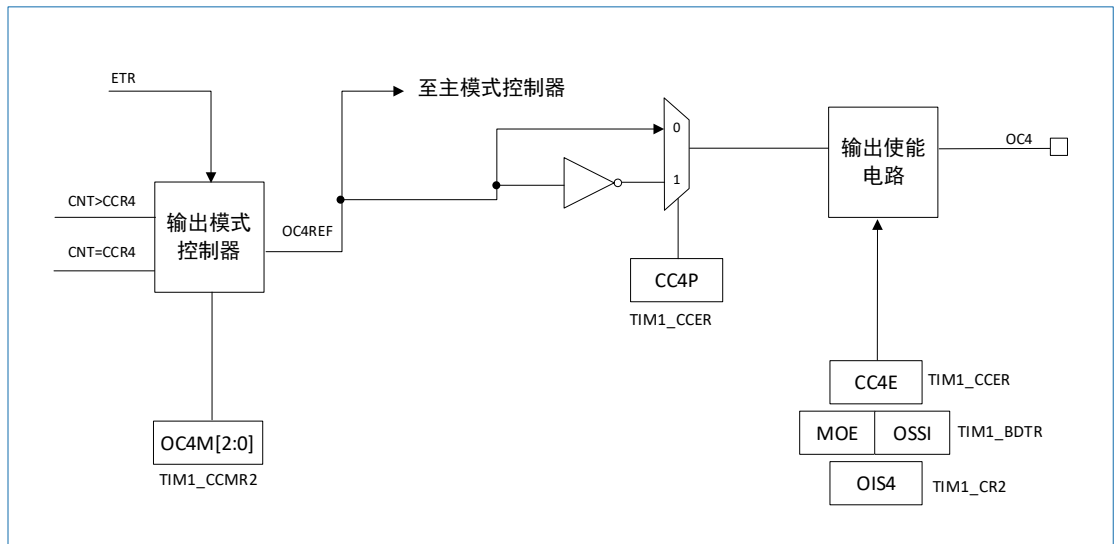 ETR
至主模式控制器
0
输出使能
电路
OC4
CNT>CCR4
输出模式
控制器
OC4REF
1
CNT=CCR4
CC4P
TIM1_CCER
CC4E
TIM1_CCER
MOE
OSSI
TIM1_BDTR
OC4M[2:0]
TIM1_CCMR2
OIS4
TIM1_CR2